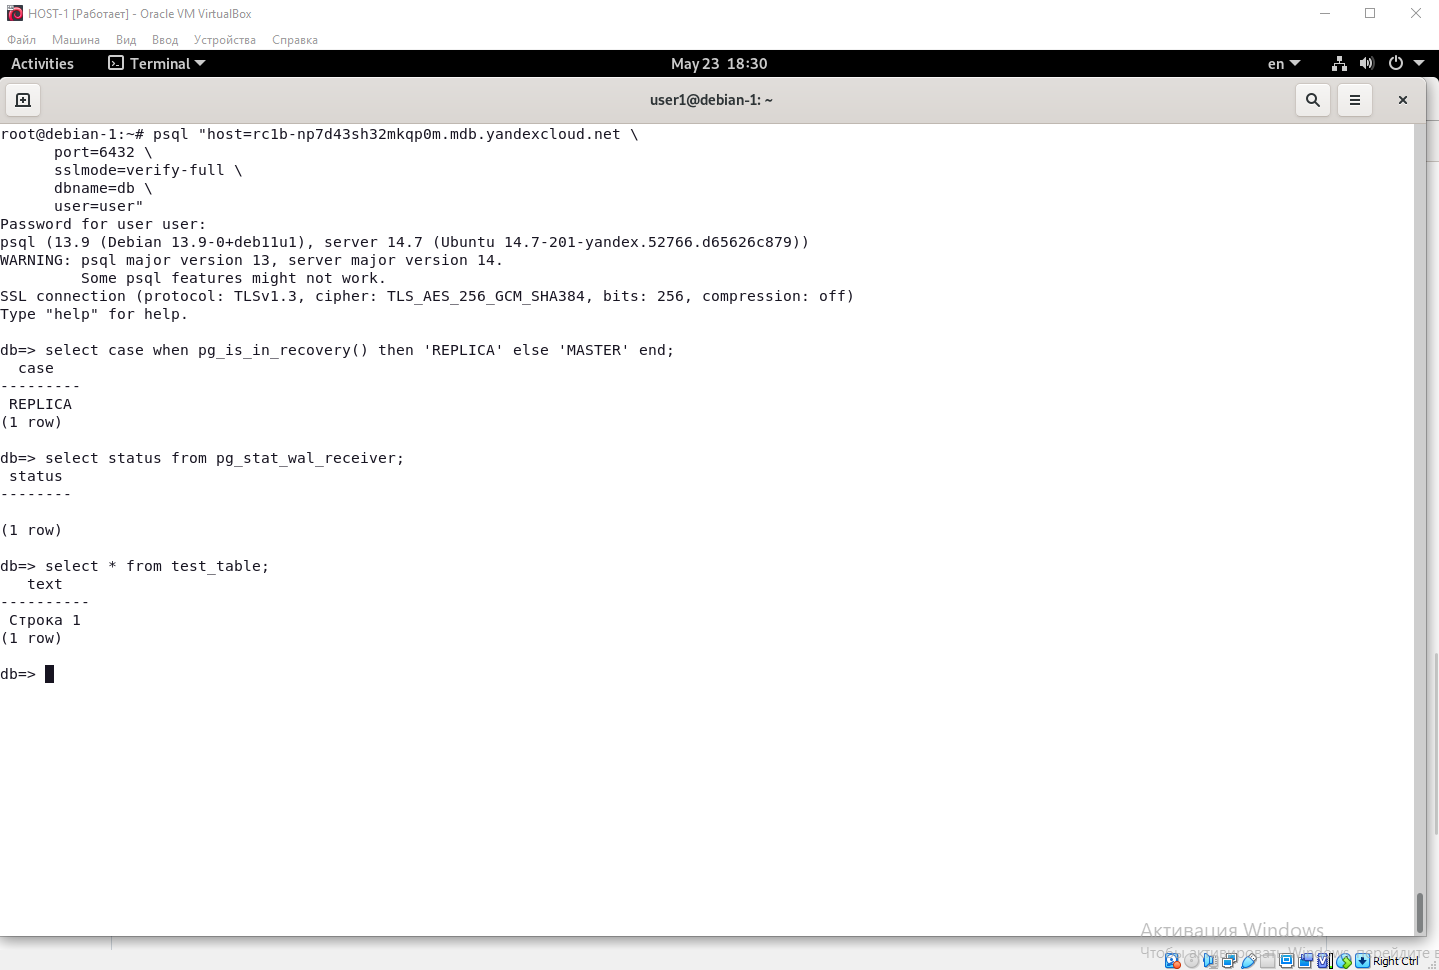 HOST-1 [Работает] - Oracle VM VirtualBox
Файл Машина Вид Ввод Устройства Справка
Activities Terminal May 23 18:30 en
user1@debian-1: ~
root@debian-1:~# psql "host=rc1b-np7d43sh32mkqp0m.mdb.yandexcloud.net \
port=6432 \
sslmode=verify-full \
dbname=db \
user=user"
Password for user user:
psql (13.9 (Debian 13.9-0+deb11u1), server 14.7 (Ubuntu 14.7-201-yandex.52766.d65626c879))
WARNING: psql major version 13, server major version 14.
Some psql features might not work.
SSL connection (protocol: TLSv1.3, cipher: TLS_AES_256_GCM_SHA384, bits: 256, compression: off)
Type "help" for help.
db=> select case when pg_is_in_recovery() then 'REPLICA' else 'MASTER' end;
case
---------
REPLICA
(1 row)
db=> select status from pg_stat_wal_receiver;
status
--------
(1 row)
db=> select * from test_table;
text
----------
Строка 1
(1 row)
db=>
Активация Windows
Чтобы активировать Windows, перейдите в
Right Ctrl